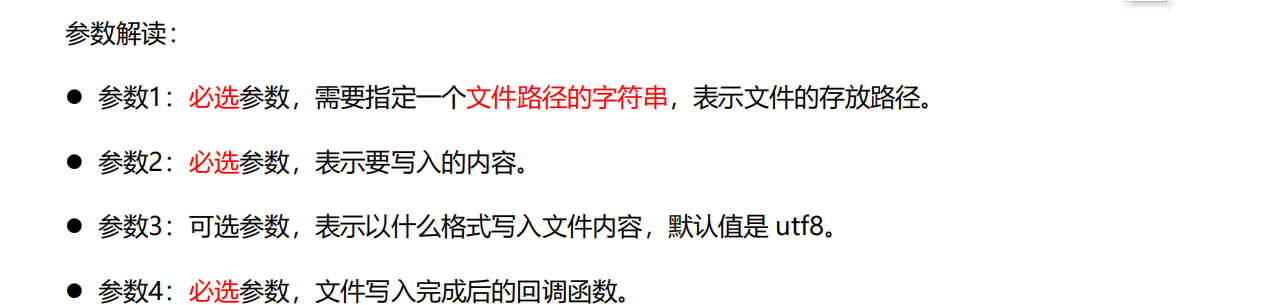 参数解读：
● 参数1：必选参数，需要指定一个文件路径的字符串，表示文件的存放路径。
● 参数2：必选参数，表示要写入的内容。
● 参数3：可选参数，表示以什么格式写入文件内容，默认值是 utf8。
● 参数4：必选参数，文件写入完成后的回调函数。